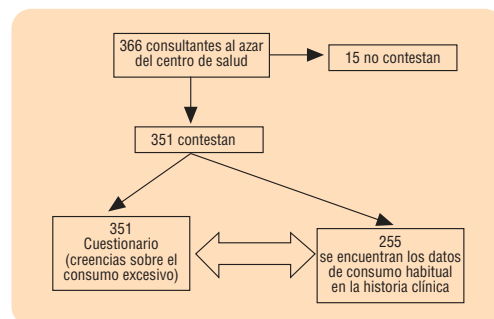 366 consultantes al azar
del centro de salud
15 no contestan
351 contestan
351
Cuestionario
(creencias sobre el
consumo excesivo)
255
se encuentran los datos
de consumo habitual
en la historia clínica